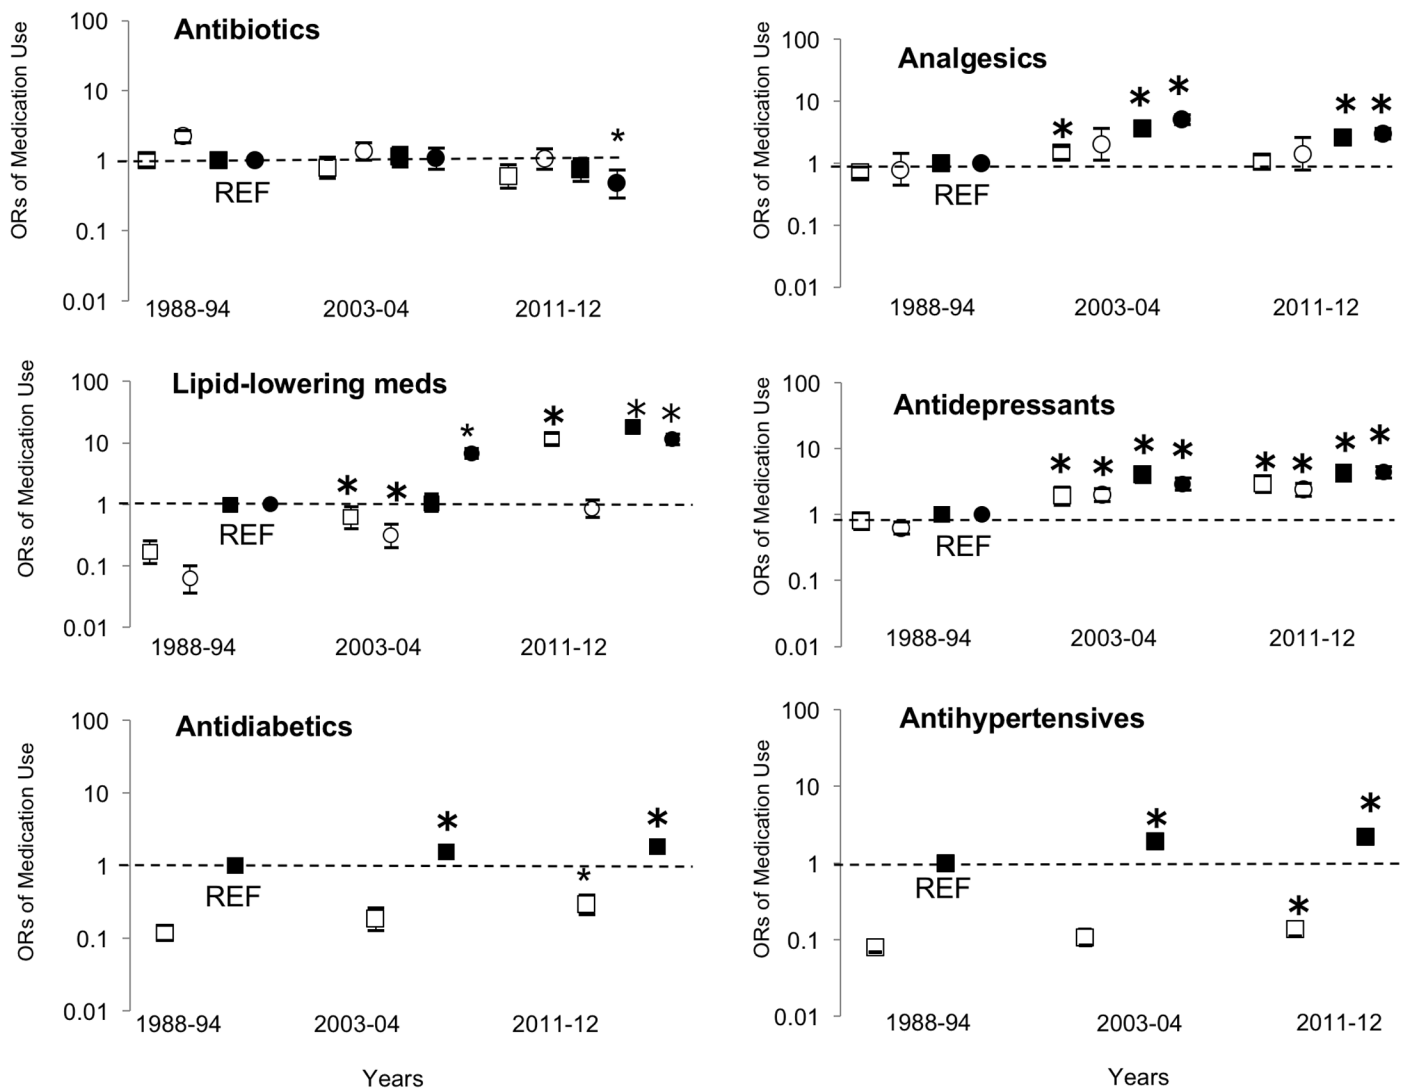 Antibiotics
ORs of Medication Use
100
10
1
0.1
0.01
*
REF
1988-94
2003-04
2011-12
Analgesics
ORs of Medication Use
100
10
1
0.1
0.01
* * * * *
REF
1988-94
2003-04
2011-12
Lipid-lowering meds
ORs of Medication Use
100
10
1
0.1
0.01
* * * * * *
REF
1988-94
2003-04
2011-12
Antidepressants
ORs of Medication Use
100
10
1
0.1
0.01
* * * * * * * *
REF
1988-94
2003-04
2011-12
Antidiabetics
ORs of Medication Use
100
10
1
0.1
0.01
* * *
REF
1988-94
2003-04
2011-12
Years
Antihypertensives
ORs of Medication Use
100
10
1
0.1
0.01
* * *
REF
1988-94
2003-04
2011-12
Years